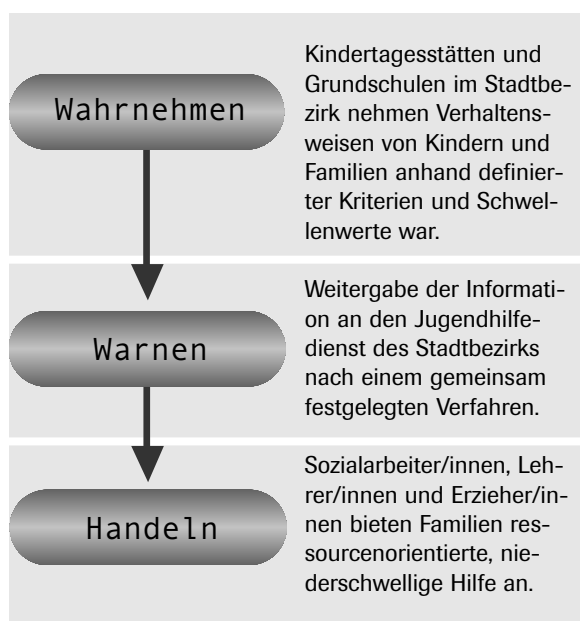 Wahrnehmen
Kindertagesstätten und
Grundschulen im Stadtbe-
zirk nehmen Verhaltens-
weisen von Kindern und
Familien anhand definier-
ter Kriterien und Schwel-
lenwerte war.
Warnen
Weitergabe der Informati-
on an den Jugendhilfe-
dienst des Stadtbezirks
nach einem gemeinsam
festgelegten Verfahren.
Handeln
Sozialarbeiter/innen, Leh-
rer/innen und Erzieher/in-
nen bieten Familien res-
sourcenorientierte, nie-
derschwellige Hilfe an.